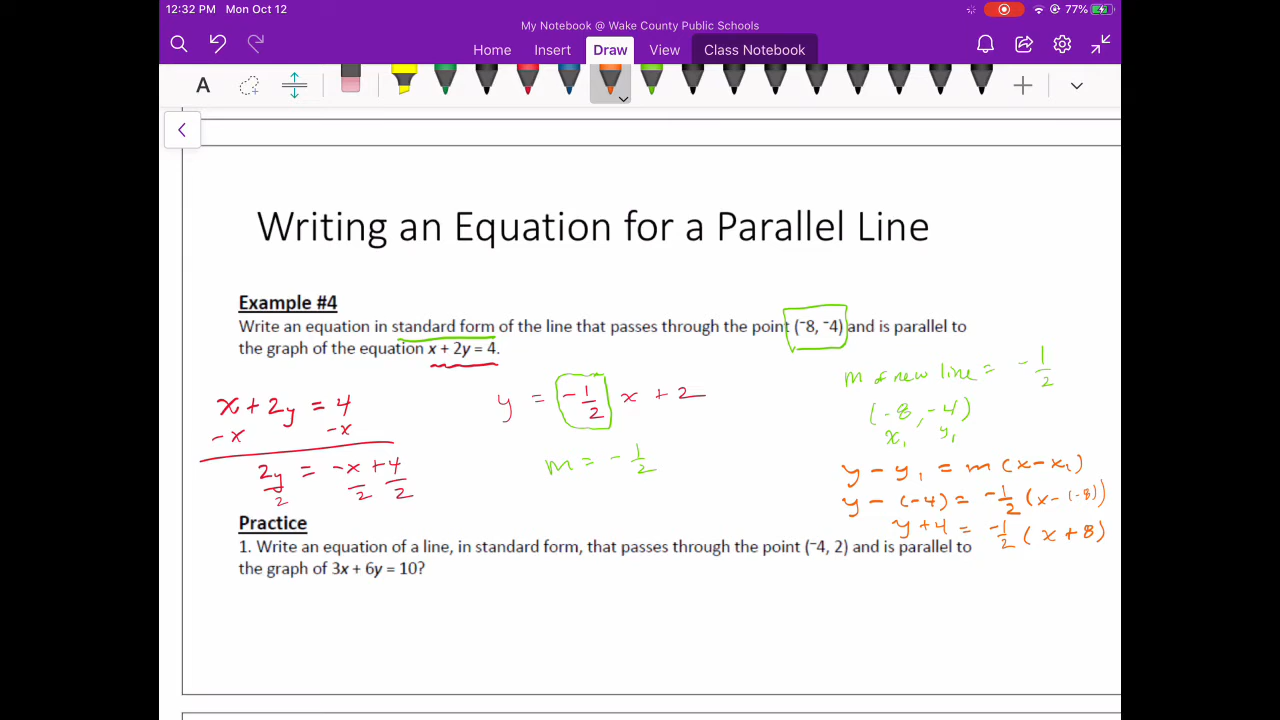 12:32 PM Mon Oct 12
77%
My Notebook @ Wake County Public Schools
Home Insert Draw View Class Notebook
A
Writing an Equation for a Parallel Line
Example #4
Write an equation in standard form of the line that passes through the point (⁻8, ⁻4) and is parallel to
the graph of the equation x + 2y = 4.
m of new line = -1/2
x + 2y = 4
-x -x
2y/2 = -x/2 + 4/2
y = -1/2 x + 2
m = -1/2
(-8, -4)
x₁ y₁
y - y₁ = m(x - x₁)
y - (-4) = -1/2 (x - (-8))
y + 4 = -1/2 (x + 8)
Practice
1. Write an equation of a line, in standard form, that passes through the point (⁻4, 2) and is parallel to
the graph of 3x + 6y = 10?